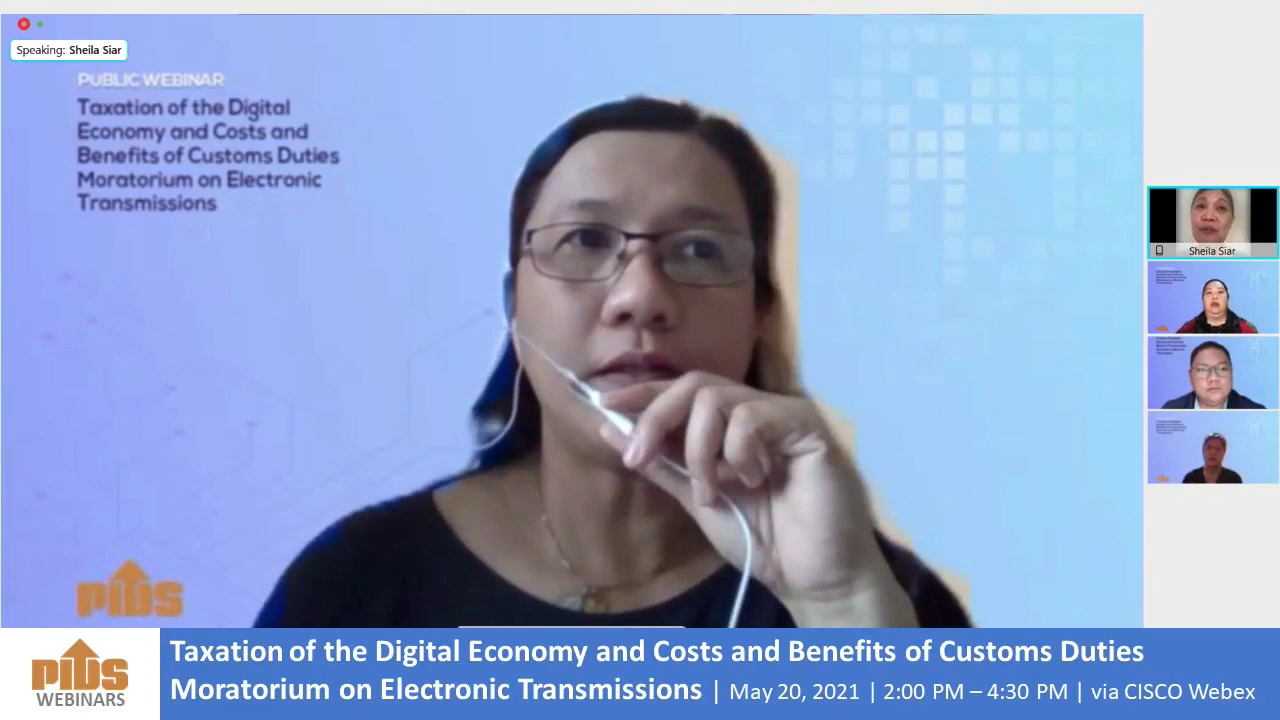 Speaking: Sheila Siar
PUBLIC WEBINAR
Taxation of the Digital
Economy and Costs and
Benefits of Customs Duties
Moratorium on Electronic
Transmissions
Sheila Siar
PIDS
PIDS
WEBINARS
Taxation of the Digital Economy and Costs and Benefits of Customs Duties
Moratorium on Electronic Transmissions | May 20, 2021 | 2:00 PM – 4:30 PM | via CISCO Webex